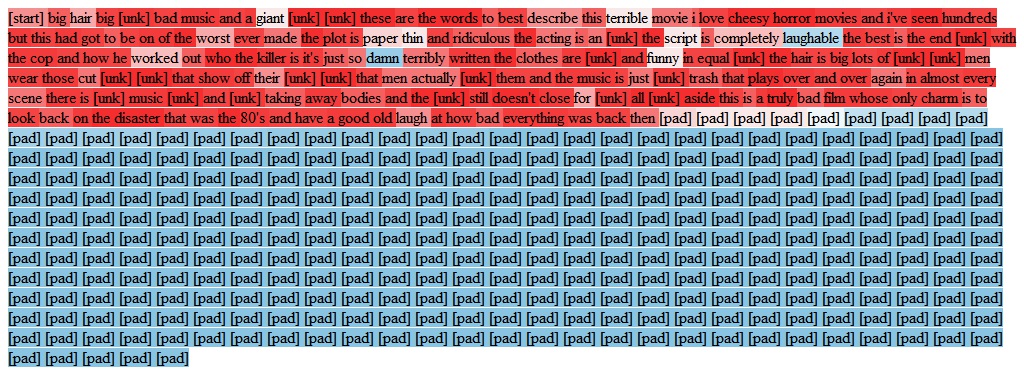 [start] big hair big [unk] bad music and a giant [unk] [unk] these are the words to best describe this terrible movie i love cheesy horror movies and i've seen hundreds
but this had got to be on of the worst ever made the plot is paper thin and ridiculous the acting is an [unk] the script is completely laughable the best is the end [unk] with
the cop and how he worked out who the killer is it's just so damn terribly written the clothes are [unk] and funny in equal [unk] the hair is big lots of [unk] [unk] men
wear those cut [unk] [unk] that show off their [unk] [unk] that men actually [unk] them and the music is just [unk] trash that plays over and over again in almost every
scene there is [unk] music [unk] and [unk] taking away bodies and the [unk] still doesn't close for [unk] all [unk] aside this is a truly bad film whose only charm is to
look back on the disaster that was the 80's and have a good old laugh at how bad everything was back then [pad] [pad] [pad] [pad] [pad] [pad] [pad] [pad] [pad]
[pad] [pad] [pad] [pad] [pad] [pad] [pad] [pad] [pad] [pad] [pad] [pad] [pad] [pad] [pad] [pad] [pad] [pad] [pad] [pad] [pad] [pad] [pad] [pad] [pad] [pad] [pad]
[pad] [pad] [pad] [pad] [pad] [pad] [pad] [pad] [pad] [pad] [pad] [pad] [pad] [pad] [pad] [pad] [pad] [pad] [pad] [pad] [pad] [pad] [pad] [pad] [pad] [pad] [pad]
[pad] [pad] [pad] [pad] [pad] [pad] [pad] [pad] [pad] [pad] [pad] [pad] [pad] [pad] [pad] [pad] [pad] [pad] [pad] [pad] [pad] [pad] [pad] [pad] [pad] [pad] [pad]
[pad] [pad] [pad] [pad] [pad] [pad] [pad] [pad] [pad] [pad] [pad] [pad] [pad] [pad] [pad] [pad] [pad] [pad] [pad] [pad] [pad] [pad] [pad] [pad] [pad] [pad] [pad]
[pad] [pad] [pad] [pad] [pad] [pad] [pad] [pad] [pad] [pad] [pad] [pad] [pad] [pad] [pad] [pad] [pad] [pad] [pad] [pad] [pad] [pad] [pad] [pad] [pad] [pad] [pad]
[pad] [pad] [pad] [pad] [pad] [pad] [pad] [pad] [pad] [pad] [pad] [pad] [pad] [pad] [pad] [pad] [pad] [pad] [pad] [pad] [pad] [pad] [pad] [pad] [pad] [pad] [pad]
[pad] [pad] [pad] [pad] [pad] [pad] [pad] [pad] [pad] [pad] [pad] [pad] [pad] [pad] [pad] [pad] [pad] [pad] [pad] [pad] [pad] [pad] [pad] [pad] [pad] [pad] [pad]
[pad] [pad] [pad] [pad] [pad] [pad] [pad] [pad] [pad] [pad] [pad] [pad] [pad] [pad] [pad] [pad] [pad] [pad] [pad] [pad] [pad] [pad] [pad] [pad] [pad] [pad] [pad]
[pad] [pad] [pad] [pad] [pad] [pad] [pad] [pad] [pad] [pad] [pad] [pad] [pad] [pad] [pad] [pad] [pad] [pad] [pad] [pad] [pad] [pad] [pad] [pad] [pad] [pad] [pad]
[pad] [pad] [pad] [pad] [pad] [pad] [pad] [pad] [pad] [pad] [pad] [pad] [pad] [pad] [pad] [pad] [pad] [pad] [pad] [pad] [pad] [pad] [pad] [pad] [pad] [pad] [pad]
[pad] [pad] [pad] [pad] [pad] [pad] [pad] [pad] [pad] [pad] [pad] [pad] [pad] [pad] [pad] [pad] [pad] [pad] [pad] [pad] [pad] [pad] [pad] [pad] [pad] [pad] [pad]
[pad] [pad] [pad] [pad] [pad]